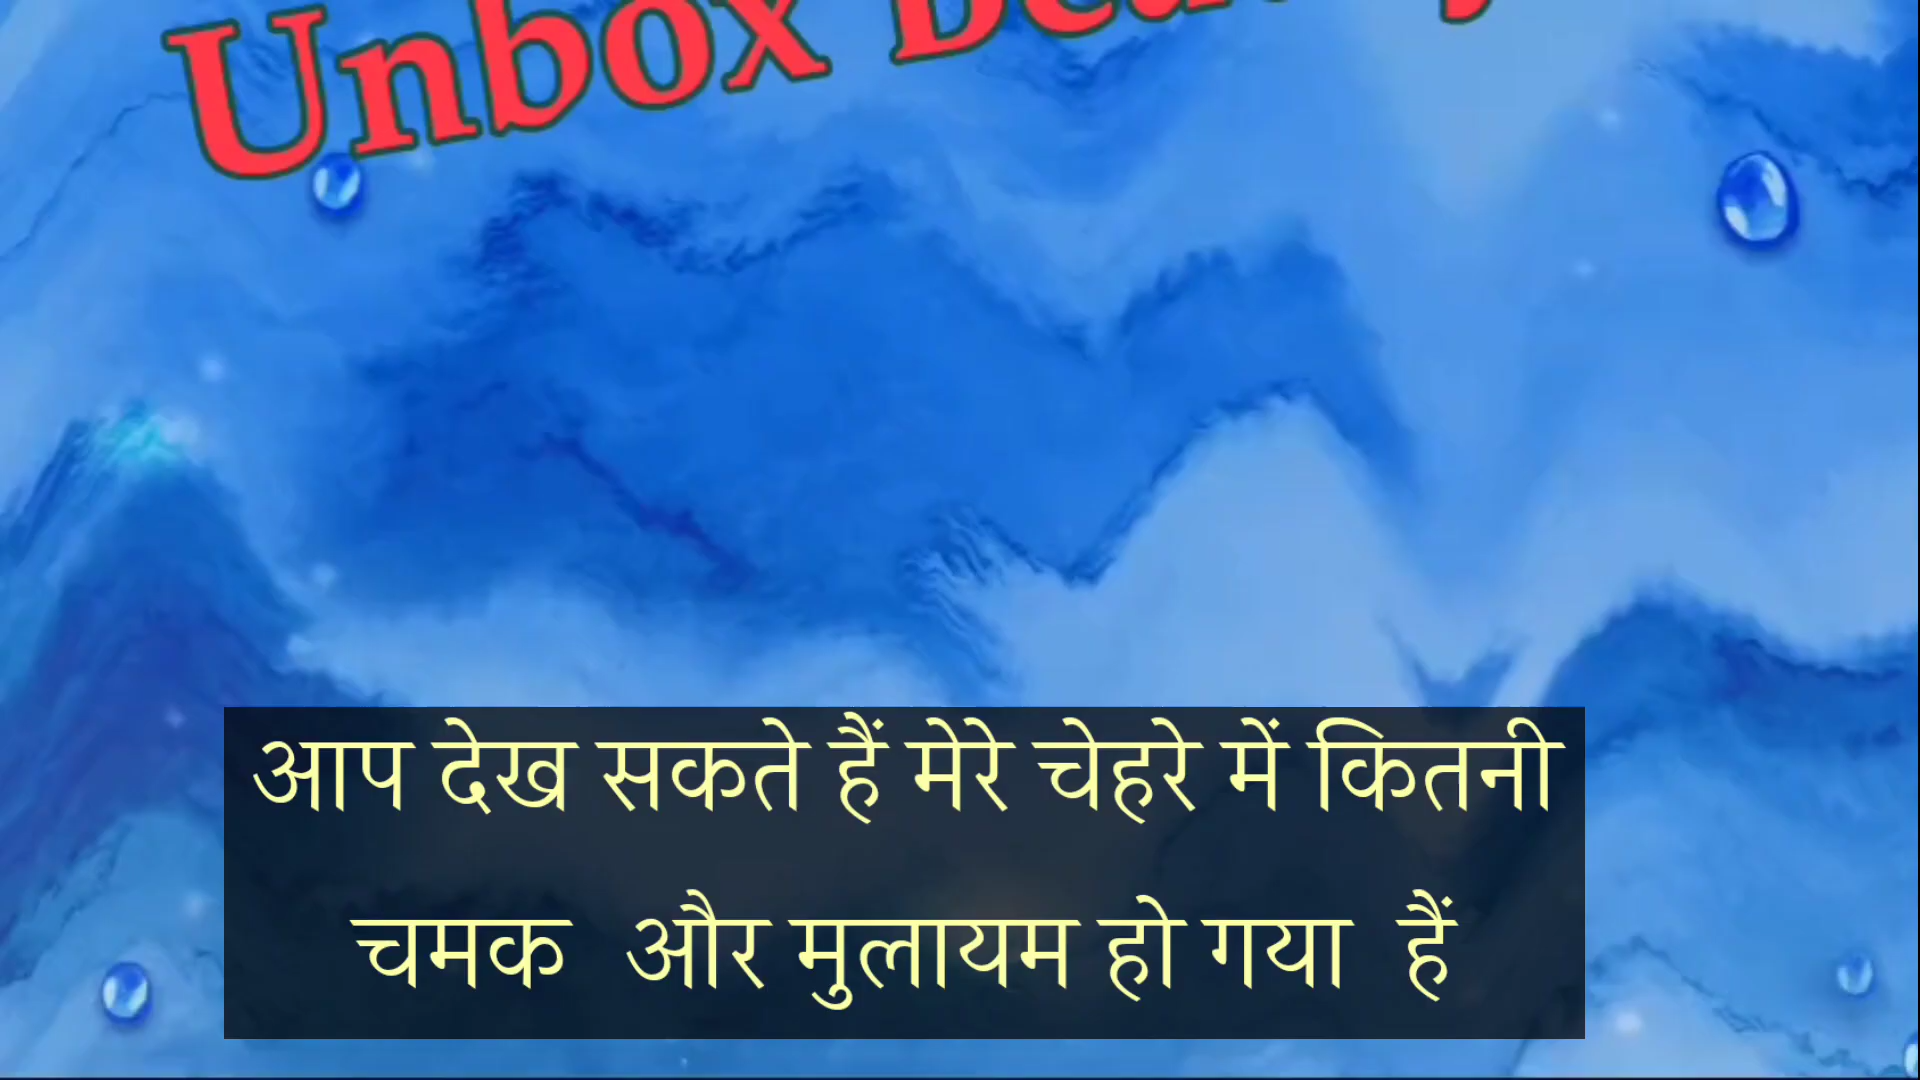 Unbox
आप देख सकते हैं मेरे चेहरे में कितनी
चमक और मुलायम हो गया हैं